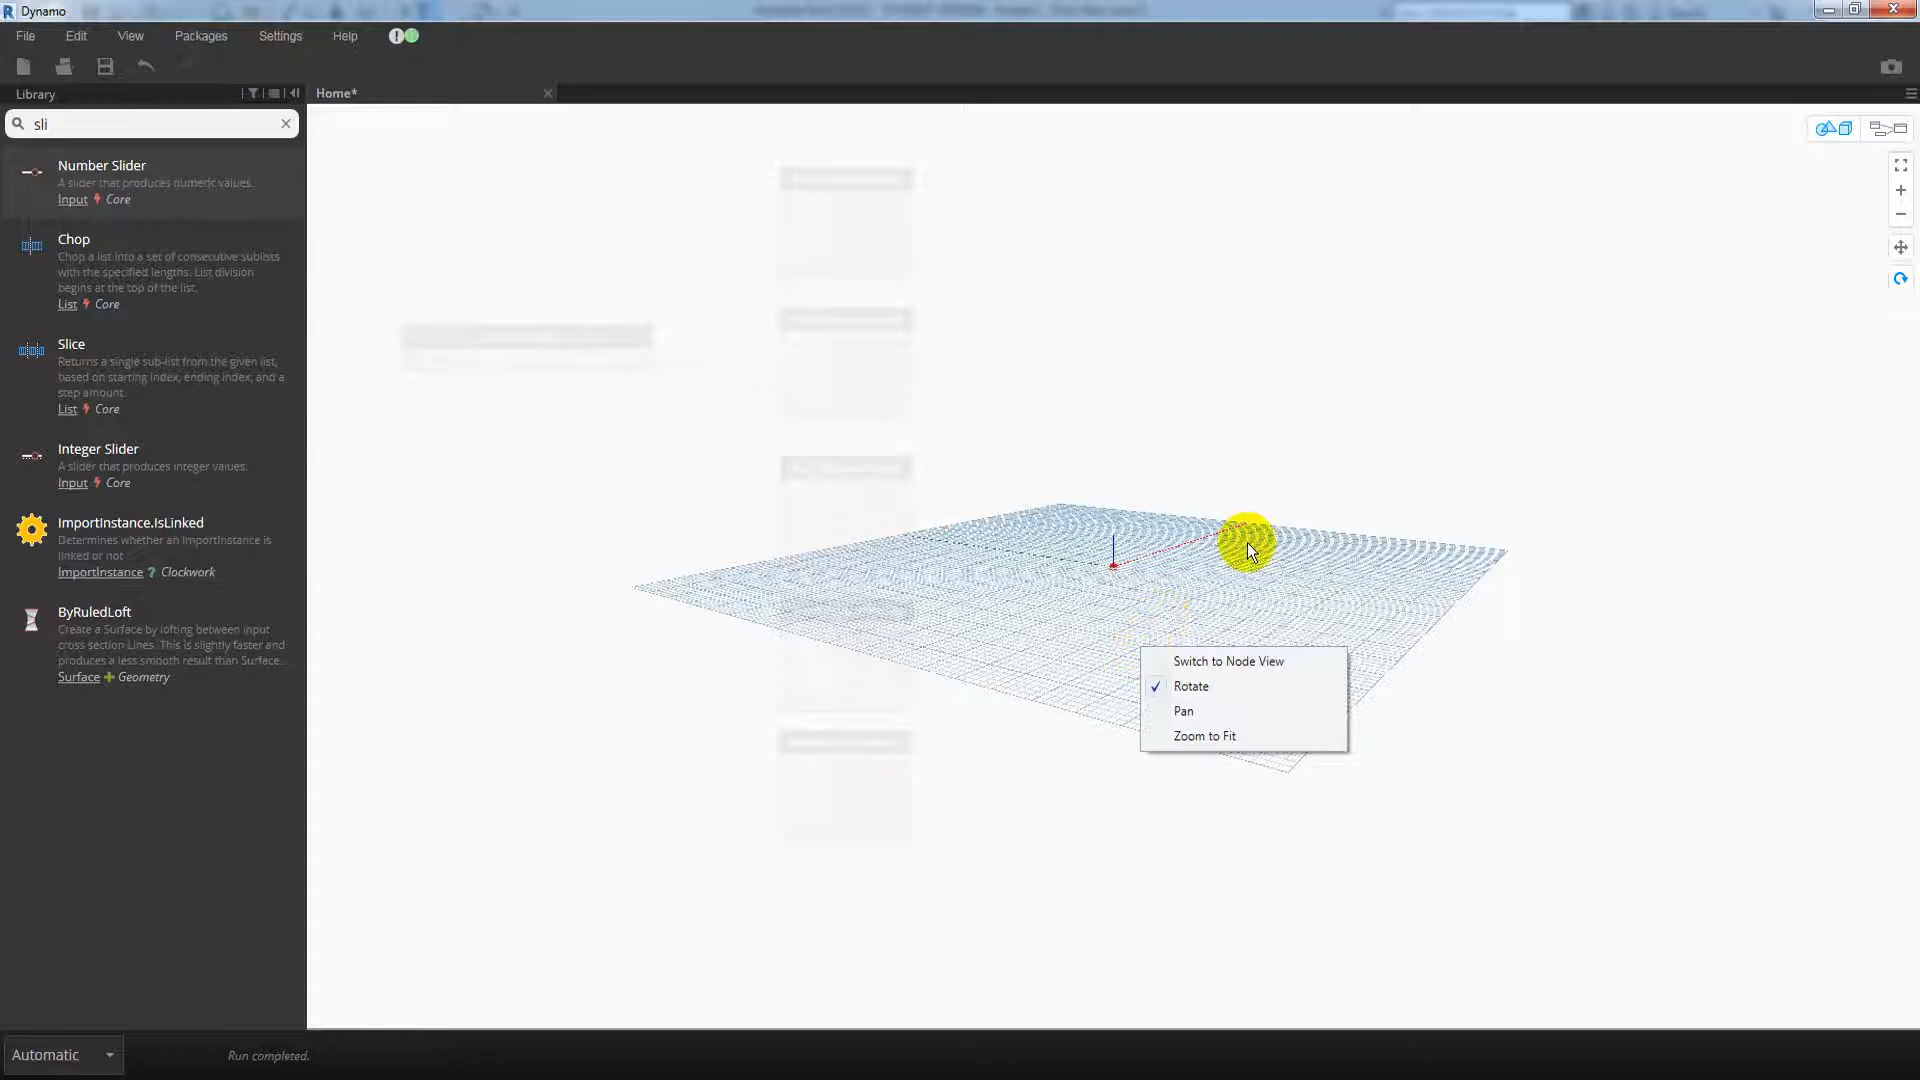 Dynamo
File Edit View Packages Settings Help
Library
Home*
sli
Number Slider
A slider that produces numeric values.
Input Core
Chop
Chop a list into a set of consecutive sublists
with the specified lengths. List division
begins at the top of the list.
List Core
Slice
Returns a single sub-list from the given list,
based on starting index, ending index, and a
step amount.
List Core
Integer Slider
A slider that produces integer values.
Input Core
ImportInstance.IsLinked
Determines whether an ImportInstance is
linked or not
ImportInstance ? Clockwork
ByRuledLoft
Create a Surface by lofting between input
cross section Lines. This is slightly faster and
produces a less smooth result than Surface...
Surface Geometry
Switch to Node View
Rotate
Pan
Zoom to Fit
Automatic
Run completed.